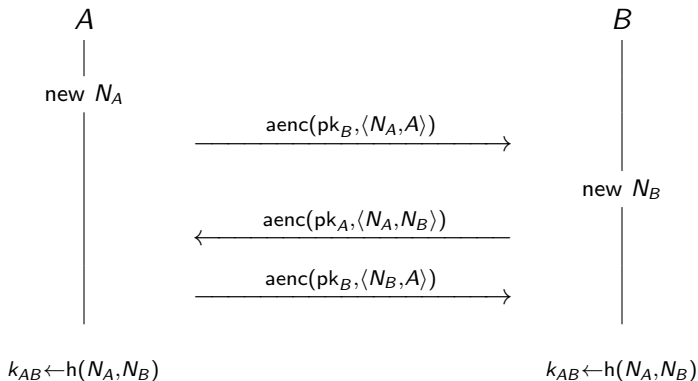 A B
new N_A
aenc(pk_B,⟨N_A,A⟩)
new N_B
aenc(pk_A,⟨N_A,N_B⟩)
aenc(pk_B,⟨N_B,A⟩)
k_AB←h(N_A,N_B) k_AB←h(N_A,N_B)